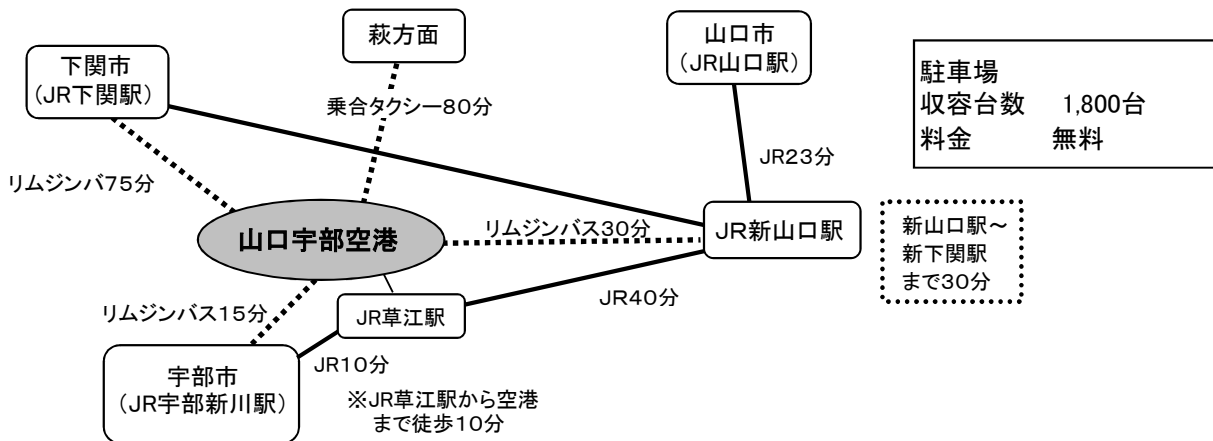 萩方面
山口市
(JR山口駅)
下関市
(JR下関駅)
駐車場
収容台数 1,800台
料金 無料
乗合タクシー80分
JR23分
リムジンバ75分
山口宇部空港
リムジンバス30分
JR新山口駅
新山口駅～
新下関駅
まで30分
JR40分
リムジンバス15分
JR草江駅
JR10分
宇部市
(JR宇部新川駅)
※JR草江駅から空港
まで徒歩10分